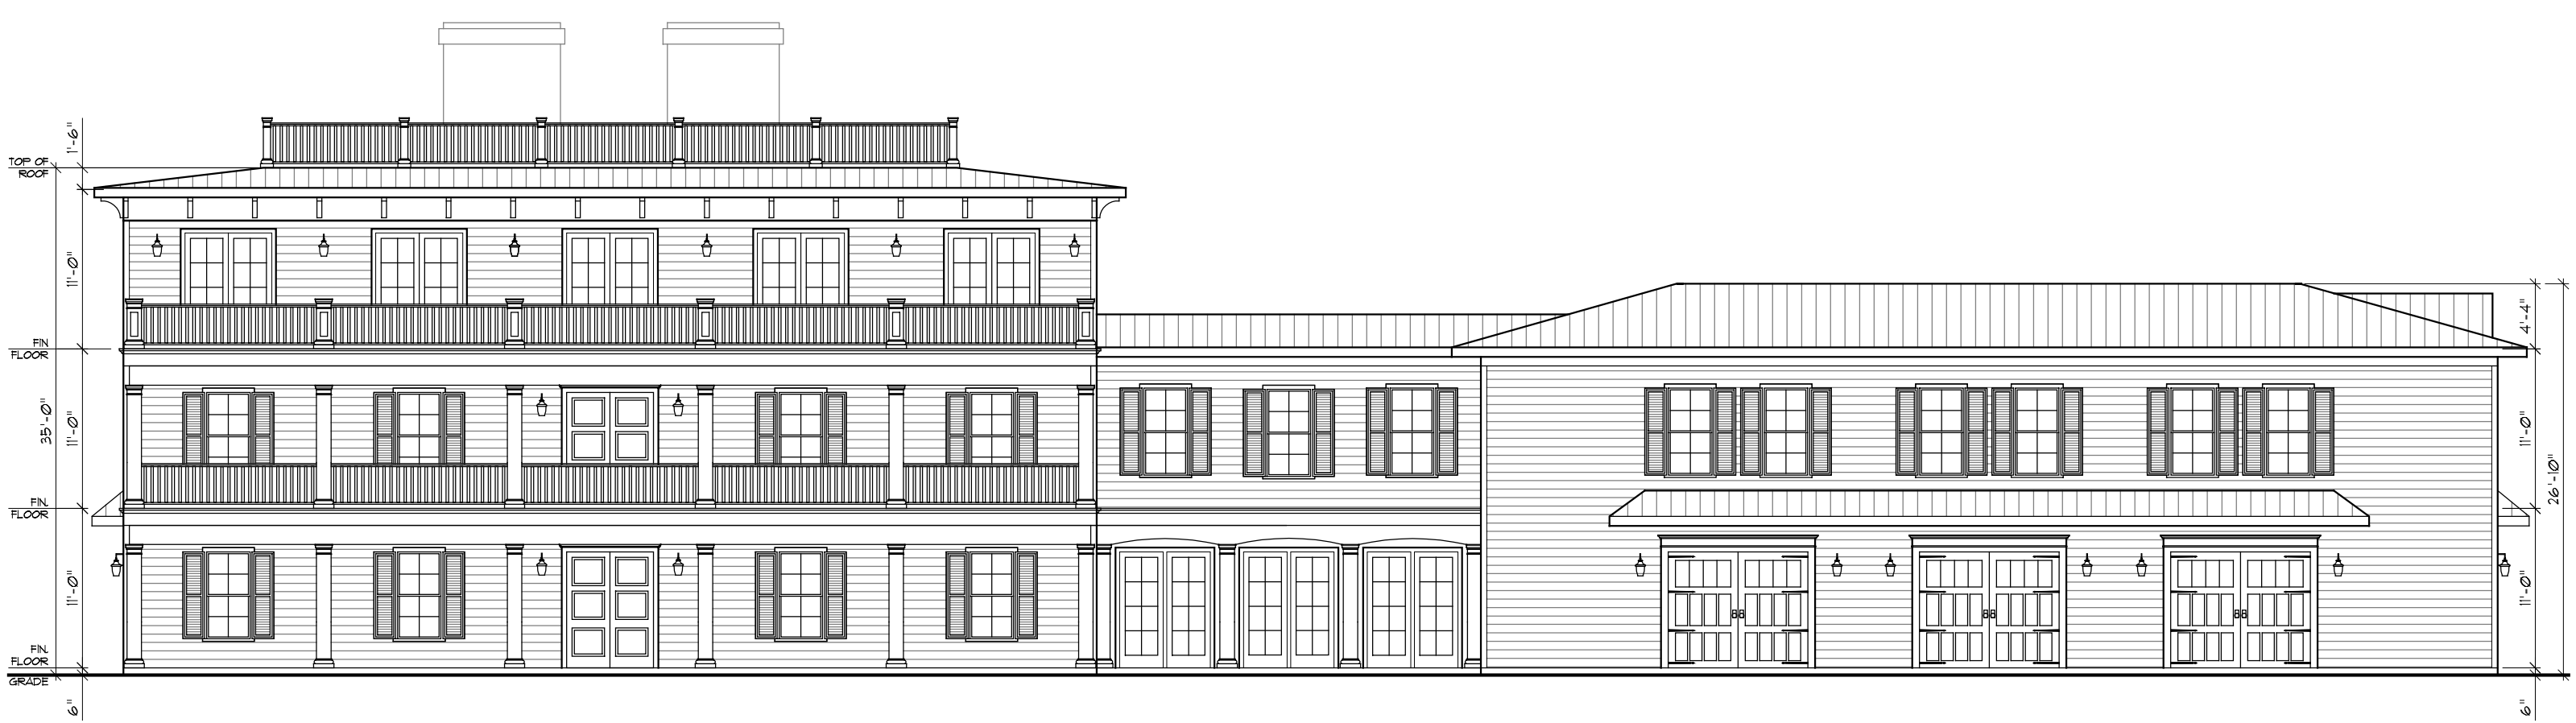 1'-6"
TOP OF
ROOF
11'-0"
4'-4"
FIN.
FLOOR
35'-0"
11'-0"
11'-0"
26'-10"
FIN.
FLOOR
11'-0"
11'-0"
FIN.
FLOOR
GRADE
6"
6"